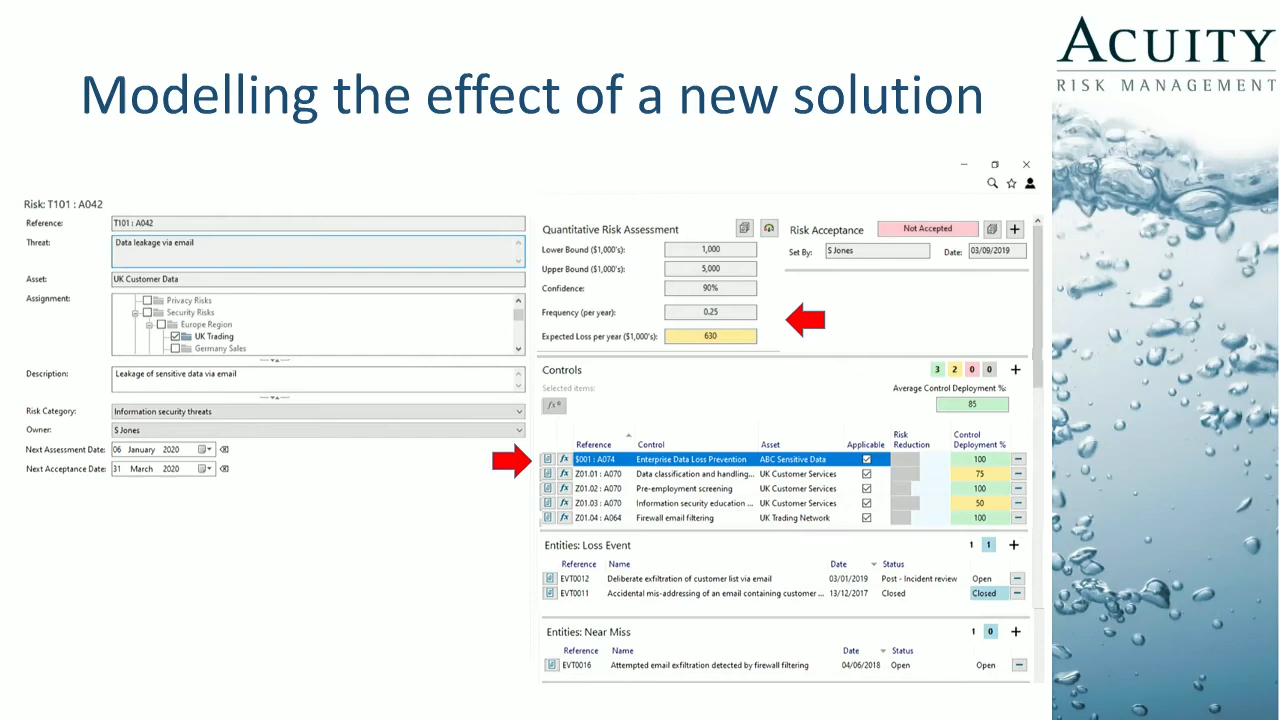 Modelling the effect of a new solution
ACUITY
RISK MANAGEMENT
Risk: T101 : A042
Reference: T101 : A042
Threat: Data leakage via email
Asset: UK Customer Data
Assignment: Privacy Risks
Security Risks
Europe Region
UK Trading
Germany Sales
Description: Leakage of sensitive data via email
Risk Category: Information security threats
Owner: S Jones
Next Assessment Date: 06 January 2020
Next Acceptance Date: 31 March 2020
Quantitative Risk Assessment
Lower Bound ($1,000's): 1,000
Upper Bound ($1,000's): 5,000
Confidence: 90%
Frequency (per year): 0.25
Expected Loss per year ($1,000's): 630
Risk Acceptance Not Accepted
Set By: S Jones Date: 03/09/2019
Controls 3 2 0 0
Selected items:
fx
Average Control Deployment %:
85
Reference Control Asset Applicable Risk Reduction Control Deployment %
fx S001 : A074 Enterprise Data Loss Prevention ABC Sensitive Data 100
fx Z01.01 : A070 Data classification and handling... UK Customer Services 75
fx Z01.02 : A070 Pre-employment screening UK Customer Services 100
fx Z01.03 : A070 Information security education ... UK Customer Services 50
fx Z01.04 : A064 Firewall email filtering UK Trading Network 100
Entities: Loss Event 1 1
Reference Name Date Status
EVT0012 Deliberate exfiltration of customer list via email 03/01/2019 Post - Incident review Open
EVT0011 Accidental mis-addressing of an email containing customer ... 13/12/2017 Closed Closed
Entities: Near Miss 1 0
Reference Name Date Status
EVT0016 Attempted email exfiltration detected by firewall filtering 04/06/2018 Open Open